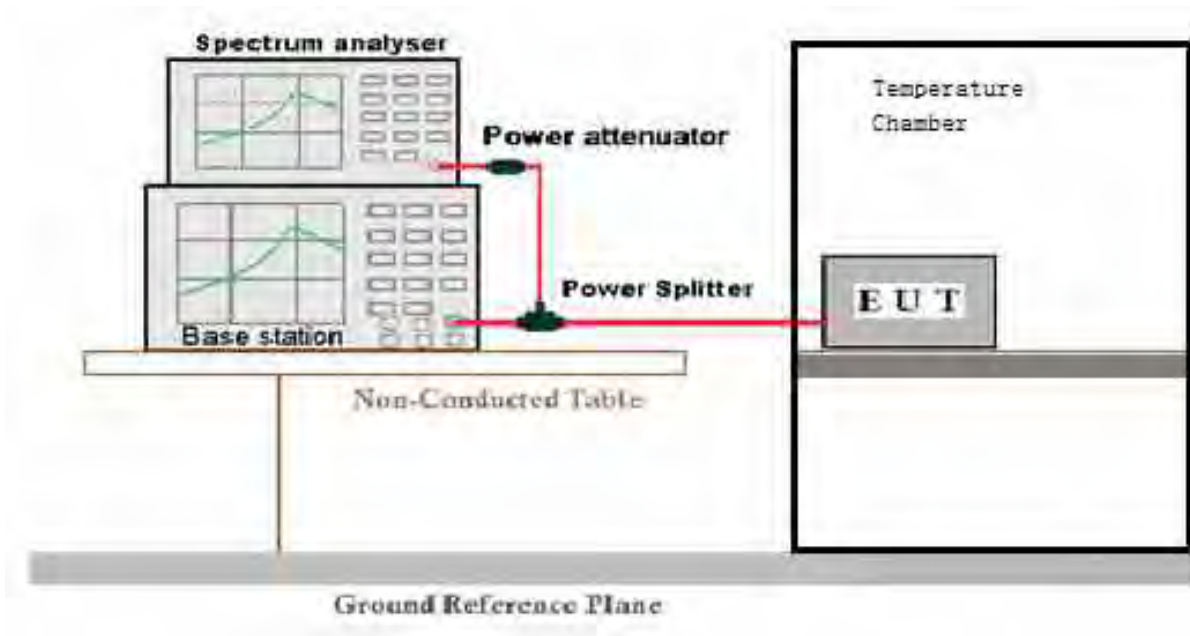 Spectrum analyser
Temperature
Chamber
Power attenuator
Power Splitter
E U T
Base station
Non-Conducted Table
Ground Reference Plane